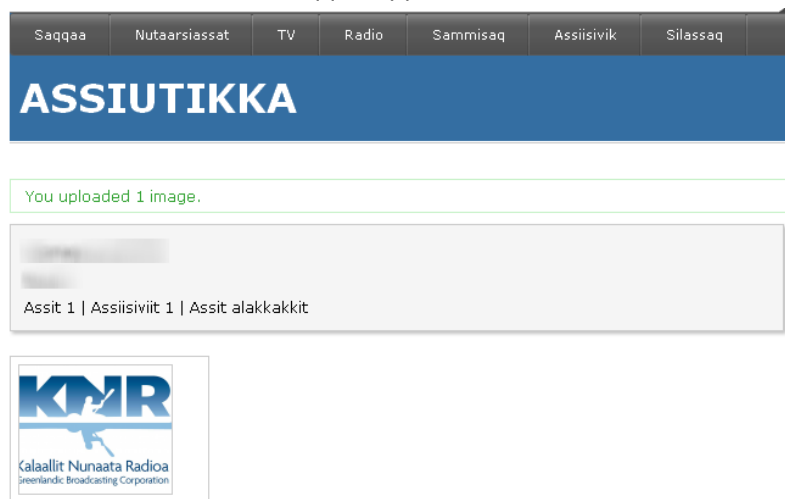 Saqqaa Nutaarsiassat TV Radio Sammisaq Assiisivik Silassaq
ASSIUTIKKA
You uploaded 1 image.
Assit 1 | Assiisiviit 1 | Assit alakkakkit
KNR
Kalaallit Nunaata Radioa
Greenlandic Broadcasting Corporation